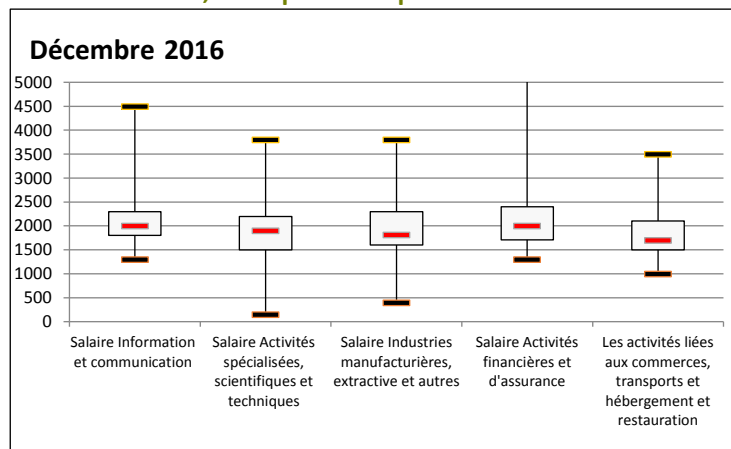 Décembre 2016
5000
4500
4000
3500
3000
2500
2000
1500
1000
500
0
Salaire Information
et communication
Salaire Activités
spécialisées,
scientifiques et
techniques
Salaire Industries
manufacturières,
extractive et autres
Salaire Activités
financières et
d'assurance
Les activités liées
aux commerces,
transports et
hébergement et
restauration